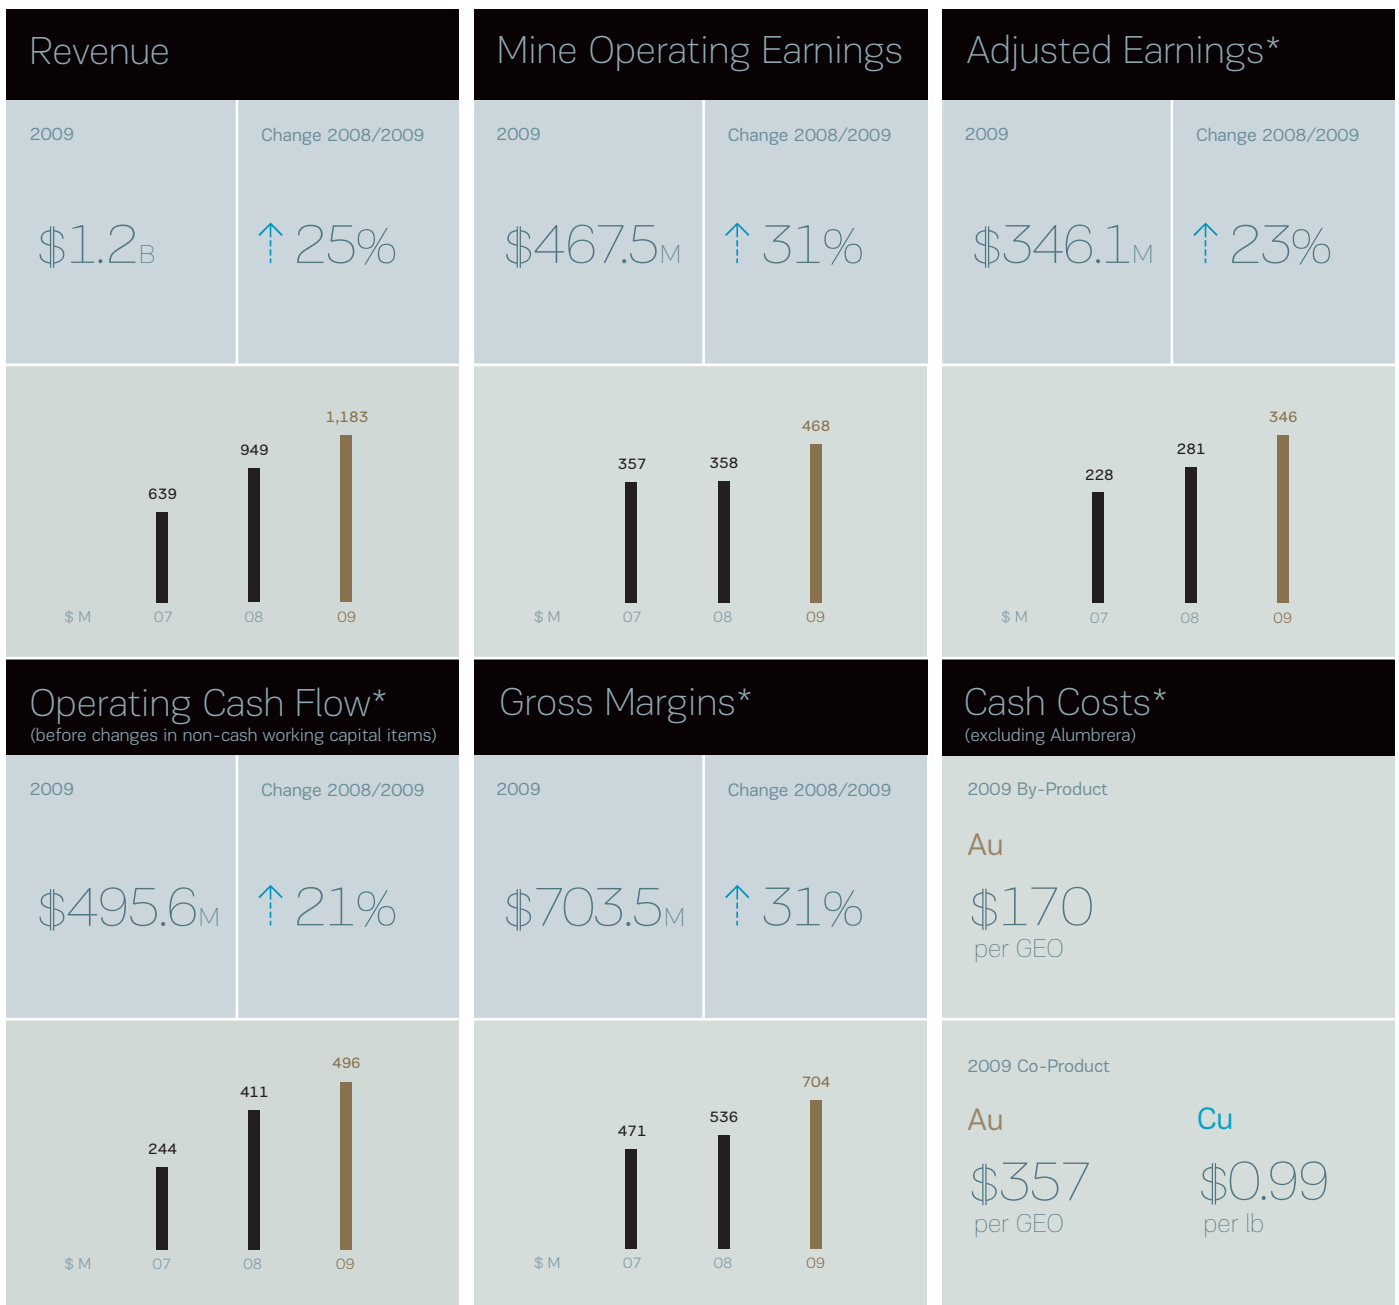 Revenue
2009
Change 2008/2009
$1.2B
↑ 25%
1,183
949
639
$ M
07
08
09
Mine Operating Earnings
2009
Change 2008/2009
$467.5M
↑ 31%
468
357
358
$ M
07
08
09
Adjusted Earnings*
2009
Change 2008/2009
$346.1M
↑ 23%
346
281
228
$ M
07
08
09
Operating Cash Flow*
(before changes in non-cash working capital items)
2009
Change 2008/2009
$495.6M
↑ 21%
496
411
244
$ M
07
08
09
Gross Margins*
2009
Change 2008/2009
$703.5M
↑ 31%
704
536
471
$ M
07
08
09
Cash Costs*
(excluding Alumbrera)
2009 By-Product
Au
$170
per GEO
2009 Co-Product
Au
$357
per GEO
Cu
$0.99
per lb